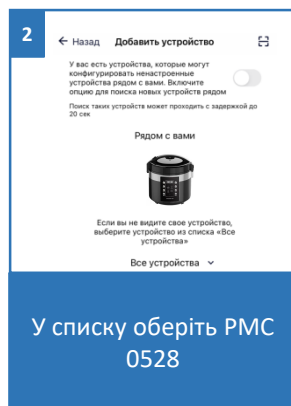 2
← Назад Добавить устройство
У вас есть устройства, которые могут
конфигурировать ненастроенные
устройства рядом с вами. Включите
опцию для поиска новых устройств рядом
Поиск таких устройств может проходить с задержкой до
20 сек
Рядом с вами
Если вы не видите свое устройство,
выберите устройство из списка «Все
устройства»
Все устройства
У списку оберіть PMC
0528